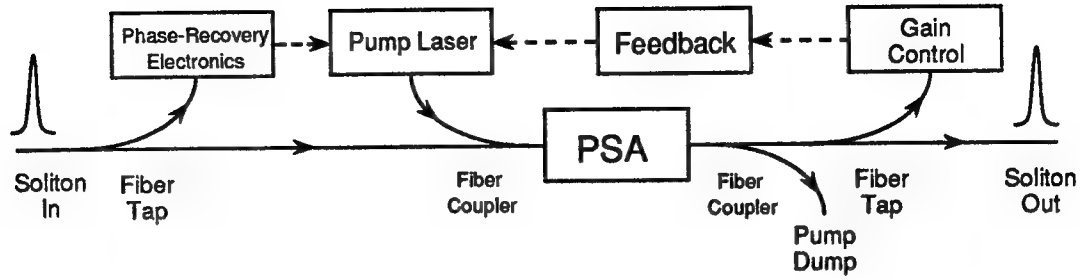 Phase-Recovery
Electronics
Pump Laser
Feedback
Gain
Control
PSA
Soliton
In
Fiber
Tap
Fiber
Coupler
Fiber
Coupler
Fiber
Tap
Soliton
Out
Pump
Dump